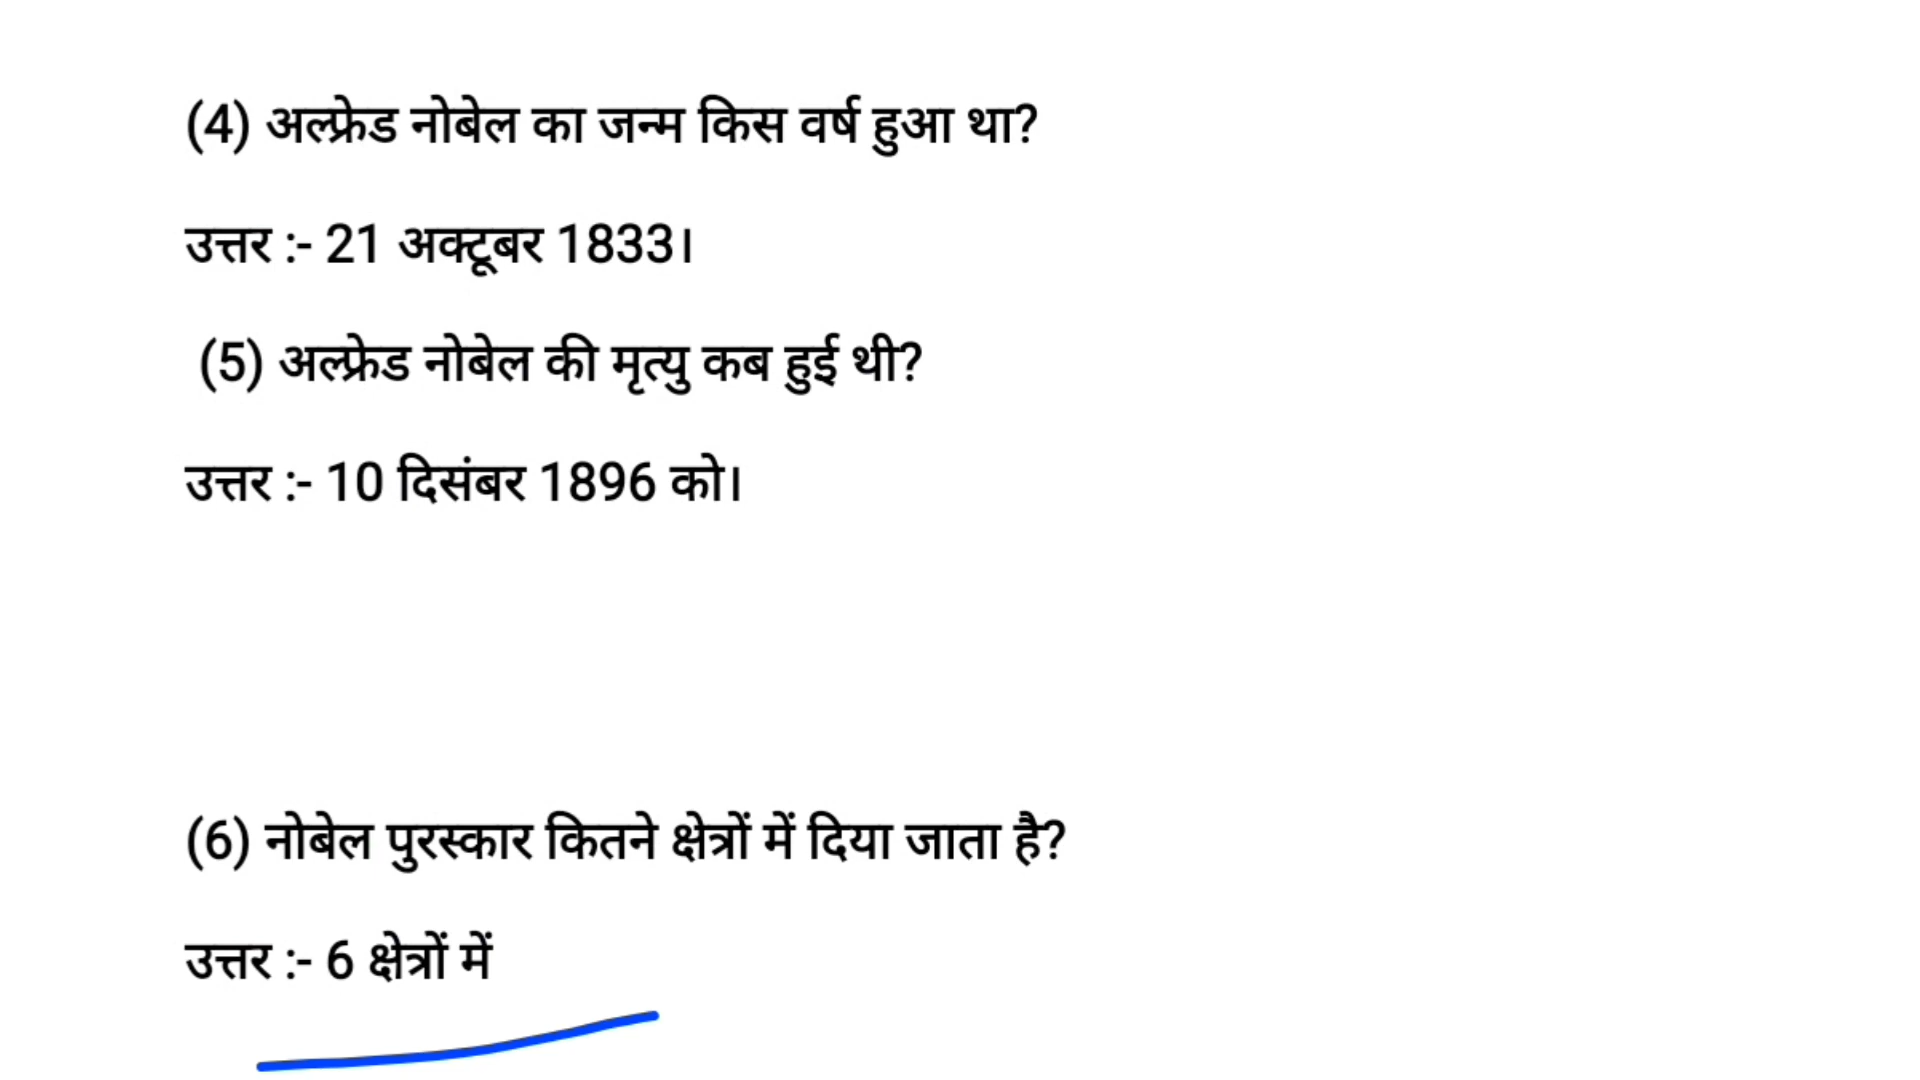 (4) अल्फ्रेड नोबेल का जन्म किस वर्ष हुआ था?
उत्तर :- 21 अक्टूबर 1833।
(5) अल्फ्रेड नोबेल की मृत्यु कब हुई थी?
उत्तर :- 10 दिसंबर 1896 को।
(6) नोबेल पुरस्कार कितने क्षेत्रों में दिया जाता है?
उत्तर :- 6 क्षेत्रों में